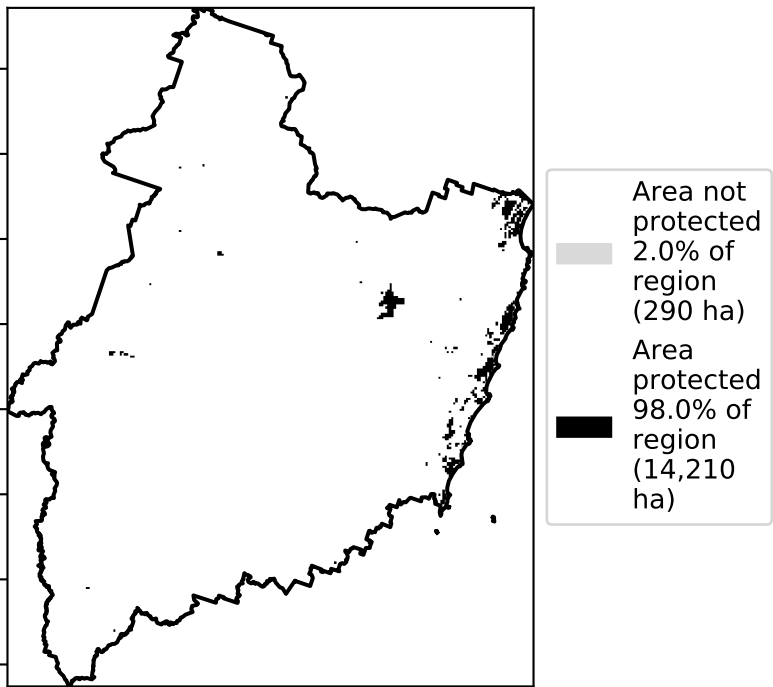 Area not
protected
2.0% of
region
(290 ha)
Area
protected
98.0% of
region
(14,210
ha)